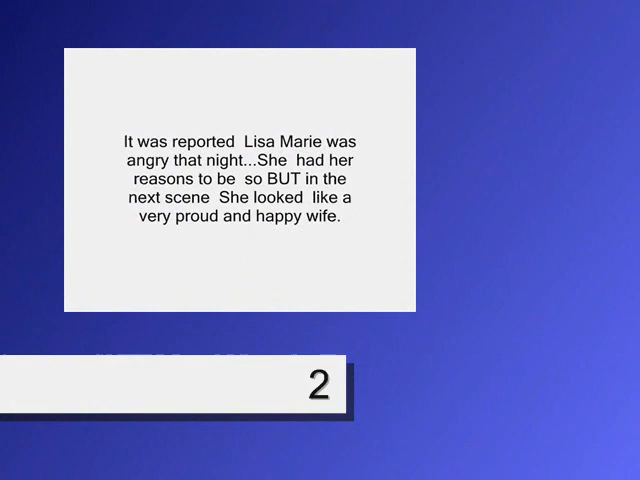 It was reported  Lisa Marie was
angry that night...She  had her
reasons to be  so BUT in the
next scene  She looked  like a
very proud and happy wife.
2